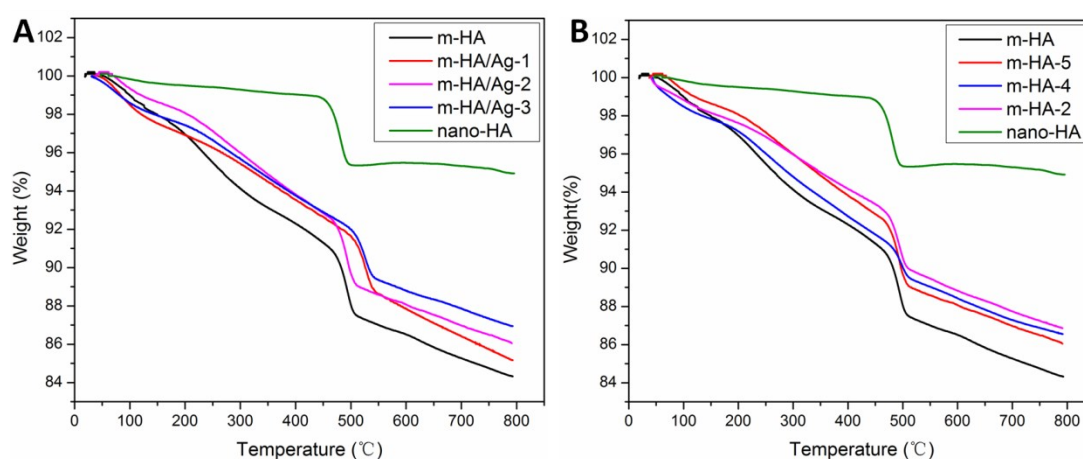 A
102
100
98
96
94
92
90
88
86
84
Weight (%)
m-HA
m-HA/Ag-1
m-HA/Ag-2
m-HA/Ag-3
nano-HA
0 100 200 300 400 500 600 700 800
Temperature (℃)
B
102
100
98
96
94
92
90
88
86
84
Weight(%)
m-HA
m-HA-5
m-HA-4
m-HA-2
nano-HA
0 100 200 300 400 500 600 700 800
Temperature (℃)